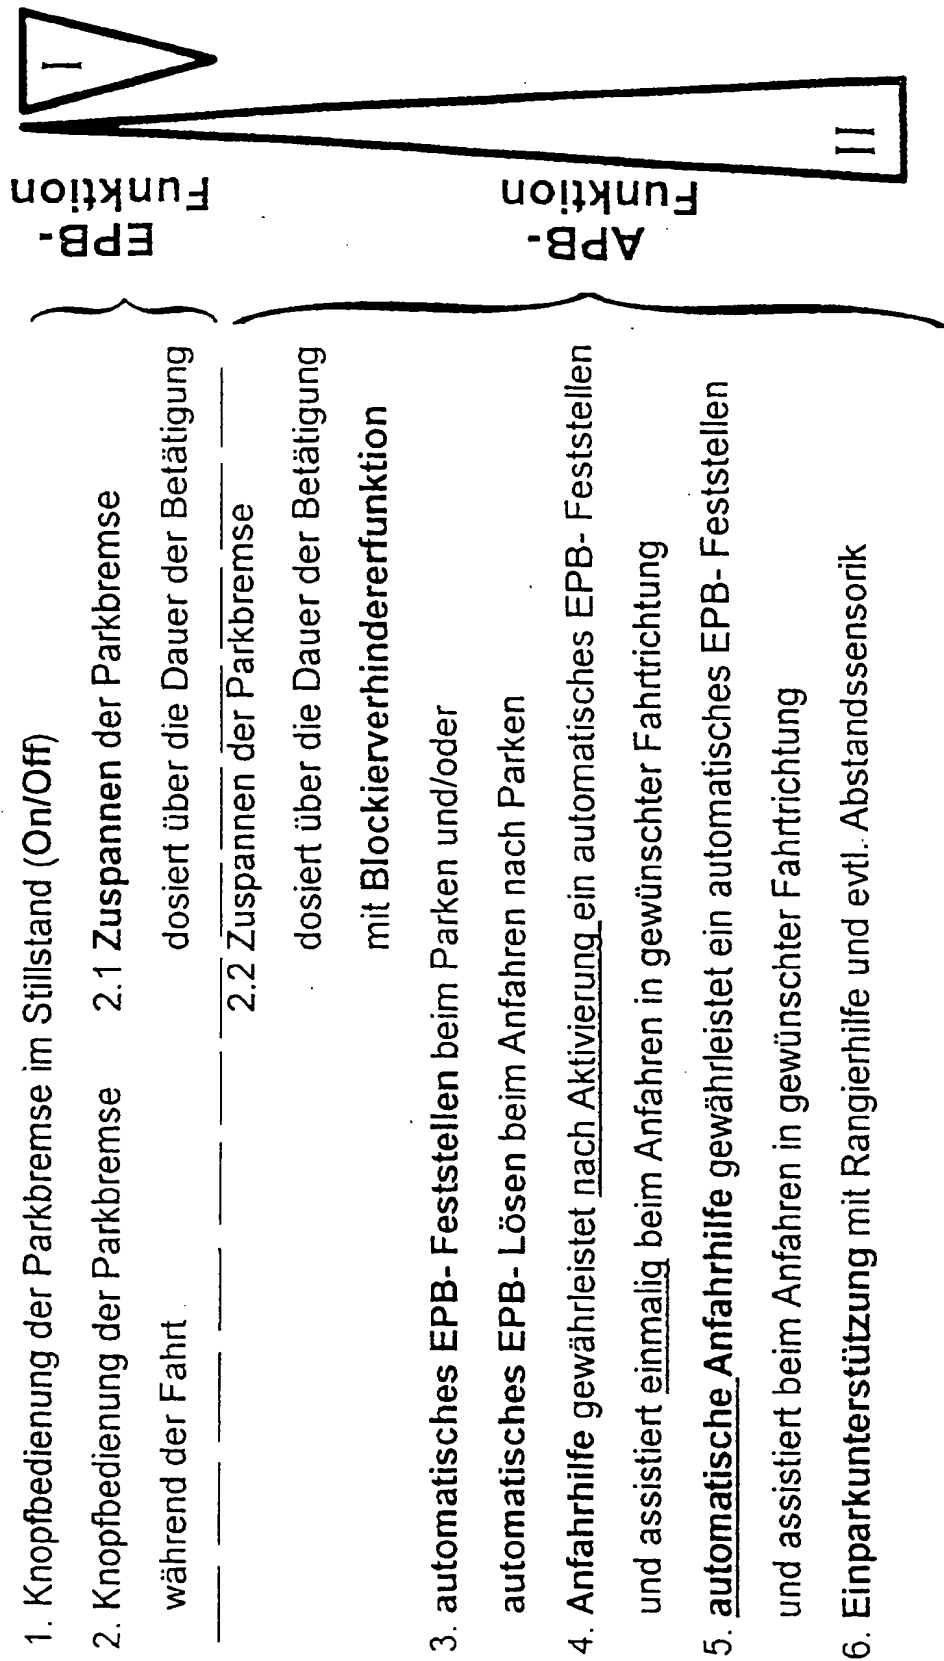 1. Knopfbedienung der Parkbremse im Stillstand (On/Off)
2. Knopfbedienung der Parkbremse
während der Fahrt
2.1 Zuspannen der Parkbremse
dosiert über die Dauer der Betätigung
2.2 Zuspannen der Parkbremse
dosiert über die Dauer der Betätigung
mit Blockierverhindererfunktion
3. automatisches EPB- Feststellen beim Parken und/oder
automatisches EPB- Lösen beim Anfahren nach Parken
4. Anfahrhilfe gewährleistet nach Aktivierung ein automatisches EPB- Feststellen
und assistiert einmalig beim Anfahren in gewünschter Fahrtrichtung
5. automatische Anfahrhilfe gewährleistet ein automatisches EPB- Feststellen
und assistiert beim Anfahren in gewünschter Fahrtrichtung
6. Einparkunterstützung mit Rangierhilfe und evtl. Abstandssensorik
EPB-
Funktion
APB-
Funktion
I
II